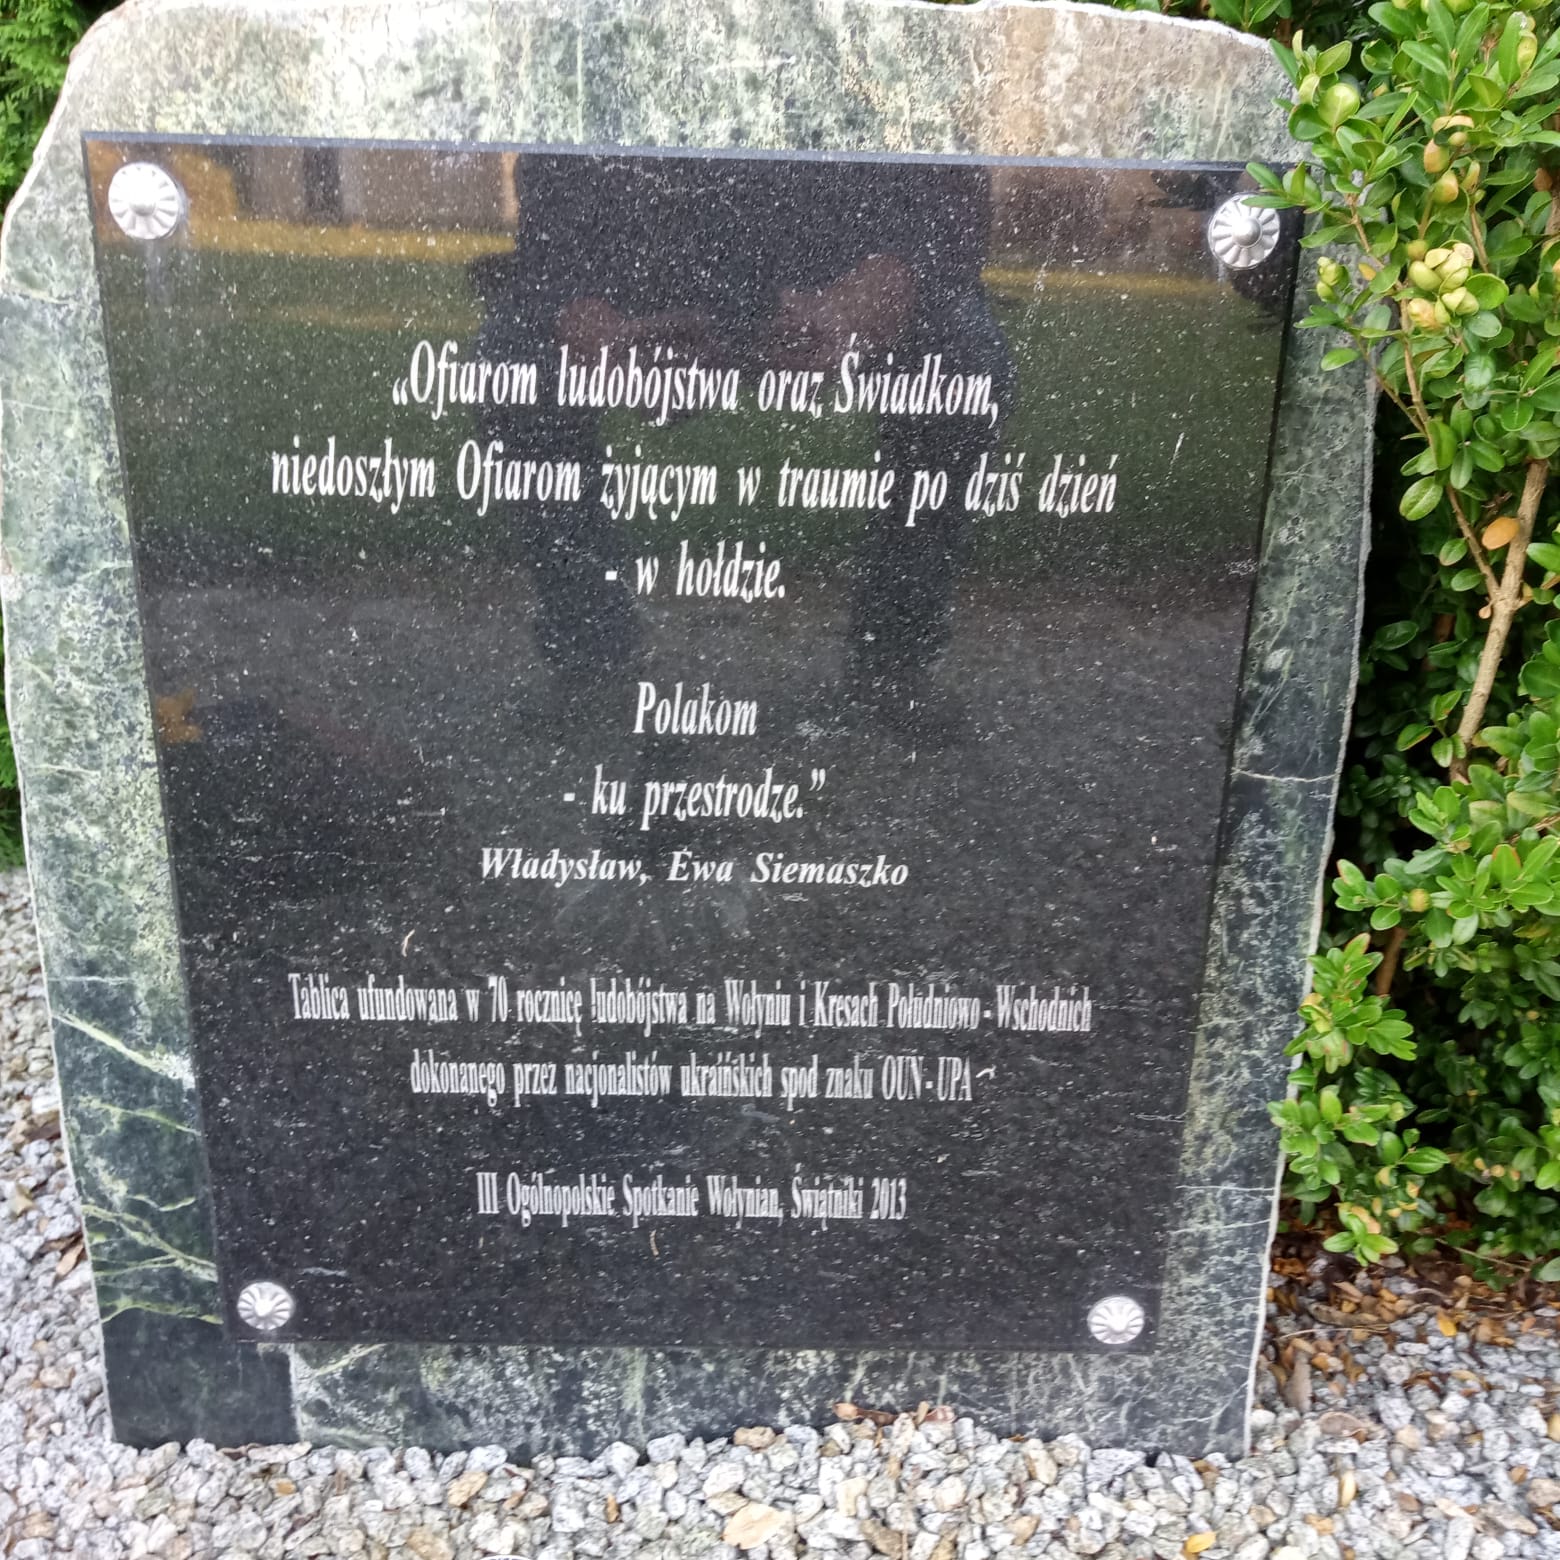 „Ofiarom ludobójstwa oraz Świadkom,
niedoszłym Ofiarom żyjącym w traumie po dziś dzień
- w hołdzie.
Polakom
- ku przestrodze.”
Władysław, Ewa Siemaszko
Tablica ufundowana w 70 rocznicę ludobójstwa na Wołyniu i Kresach Południowo - Wschodnich
dokonanego przez nacjonalistów ukraińskich spod znaku OUN - UPA
III Ogólnopolskie Spotkanie Wołynian, Świątniki 2013